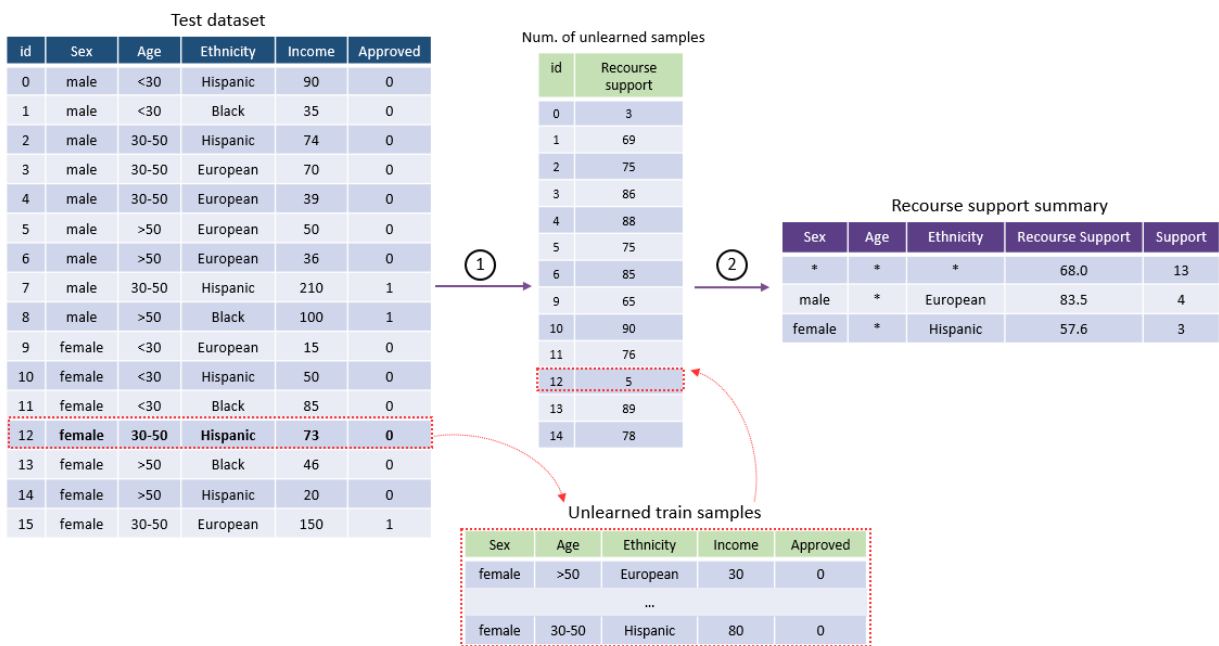 Test dataset
id Sex Age Ethnicity Income Approved
0 male <30 Hispanic 90 0
1 male <30 Black 35 0
2 male 30-50 Hispanic 74 0
3 male 30-50 European 70 0
4 male 30-50 European 39 0
5 male >50 European 50 0
6 male >50 European 36 0
7 male 30-50 Hispanic 210 1
8 male >50 Black 100 1
9 female <30 European 15 0
10 female <30 Hispanic 50 0
11 female <30 Black 85 0
12 female 30-50 Hispanic 73 0
13 female >50 Black 46 0
14 female >50 Hispanic 20 0
15 female 30-50 European 150 1
1
Num. of unlearned samples
id Recourse
support
0 3
1 69
2 75
3 86
4 88
5 75
6 85
9 65
10 90
11 76
12 5
13 89
14 78
2
Recourse support summary
Sex Age Ethnicity Recourse Support Support
* * * 68.0 13
male * European 83.5 4
female * Hispanic 57.6 3
Unlearned train samples
Sex Age Ethnicity Income Approved
female >50 European 30 0
...
female 30-50 Hispanic 80 0